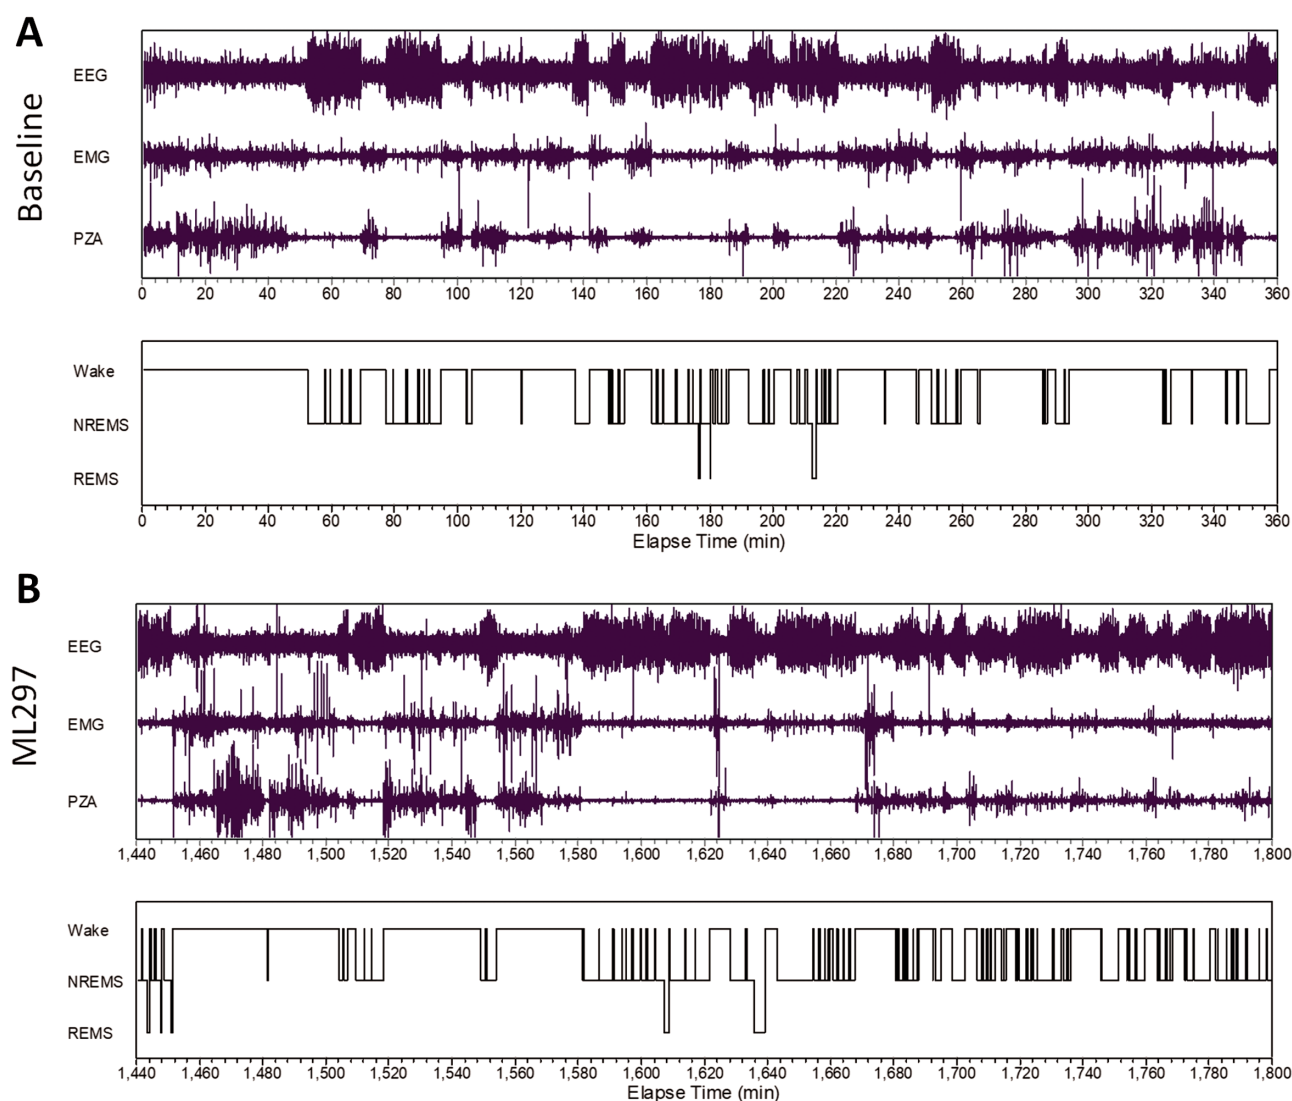 A
Baseline
EEG
EMG
PZA
0 20 40 60 80 100 120 140 160 180 200 220 240 260 280 300 320 340 360
Wake
NREMS
REMS
0 20 40 60 80 100 120 140 160 180 200 220 240 260 280 300 320 340 360
Elapse Time (min)
B
ML297
EEG
EMG
PZA
1,440 1,460 1,480 1,500 1,520 1,540 1,560 1,580 1,600 1,620 1,640 1,660 1,680 1,700 1,720 1,740 1,760 1,780 1,800
Wake
NREMS
REMS
1,440 1,460 1,480 1,500 1,520 1,540 1,560 1,580 1,600 1,620 1,640 1,660 1,680 1,700 1,720 1,740 1,760 1,780 1,800
Elapse Time (min)